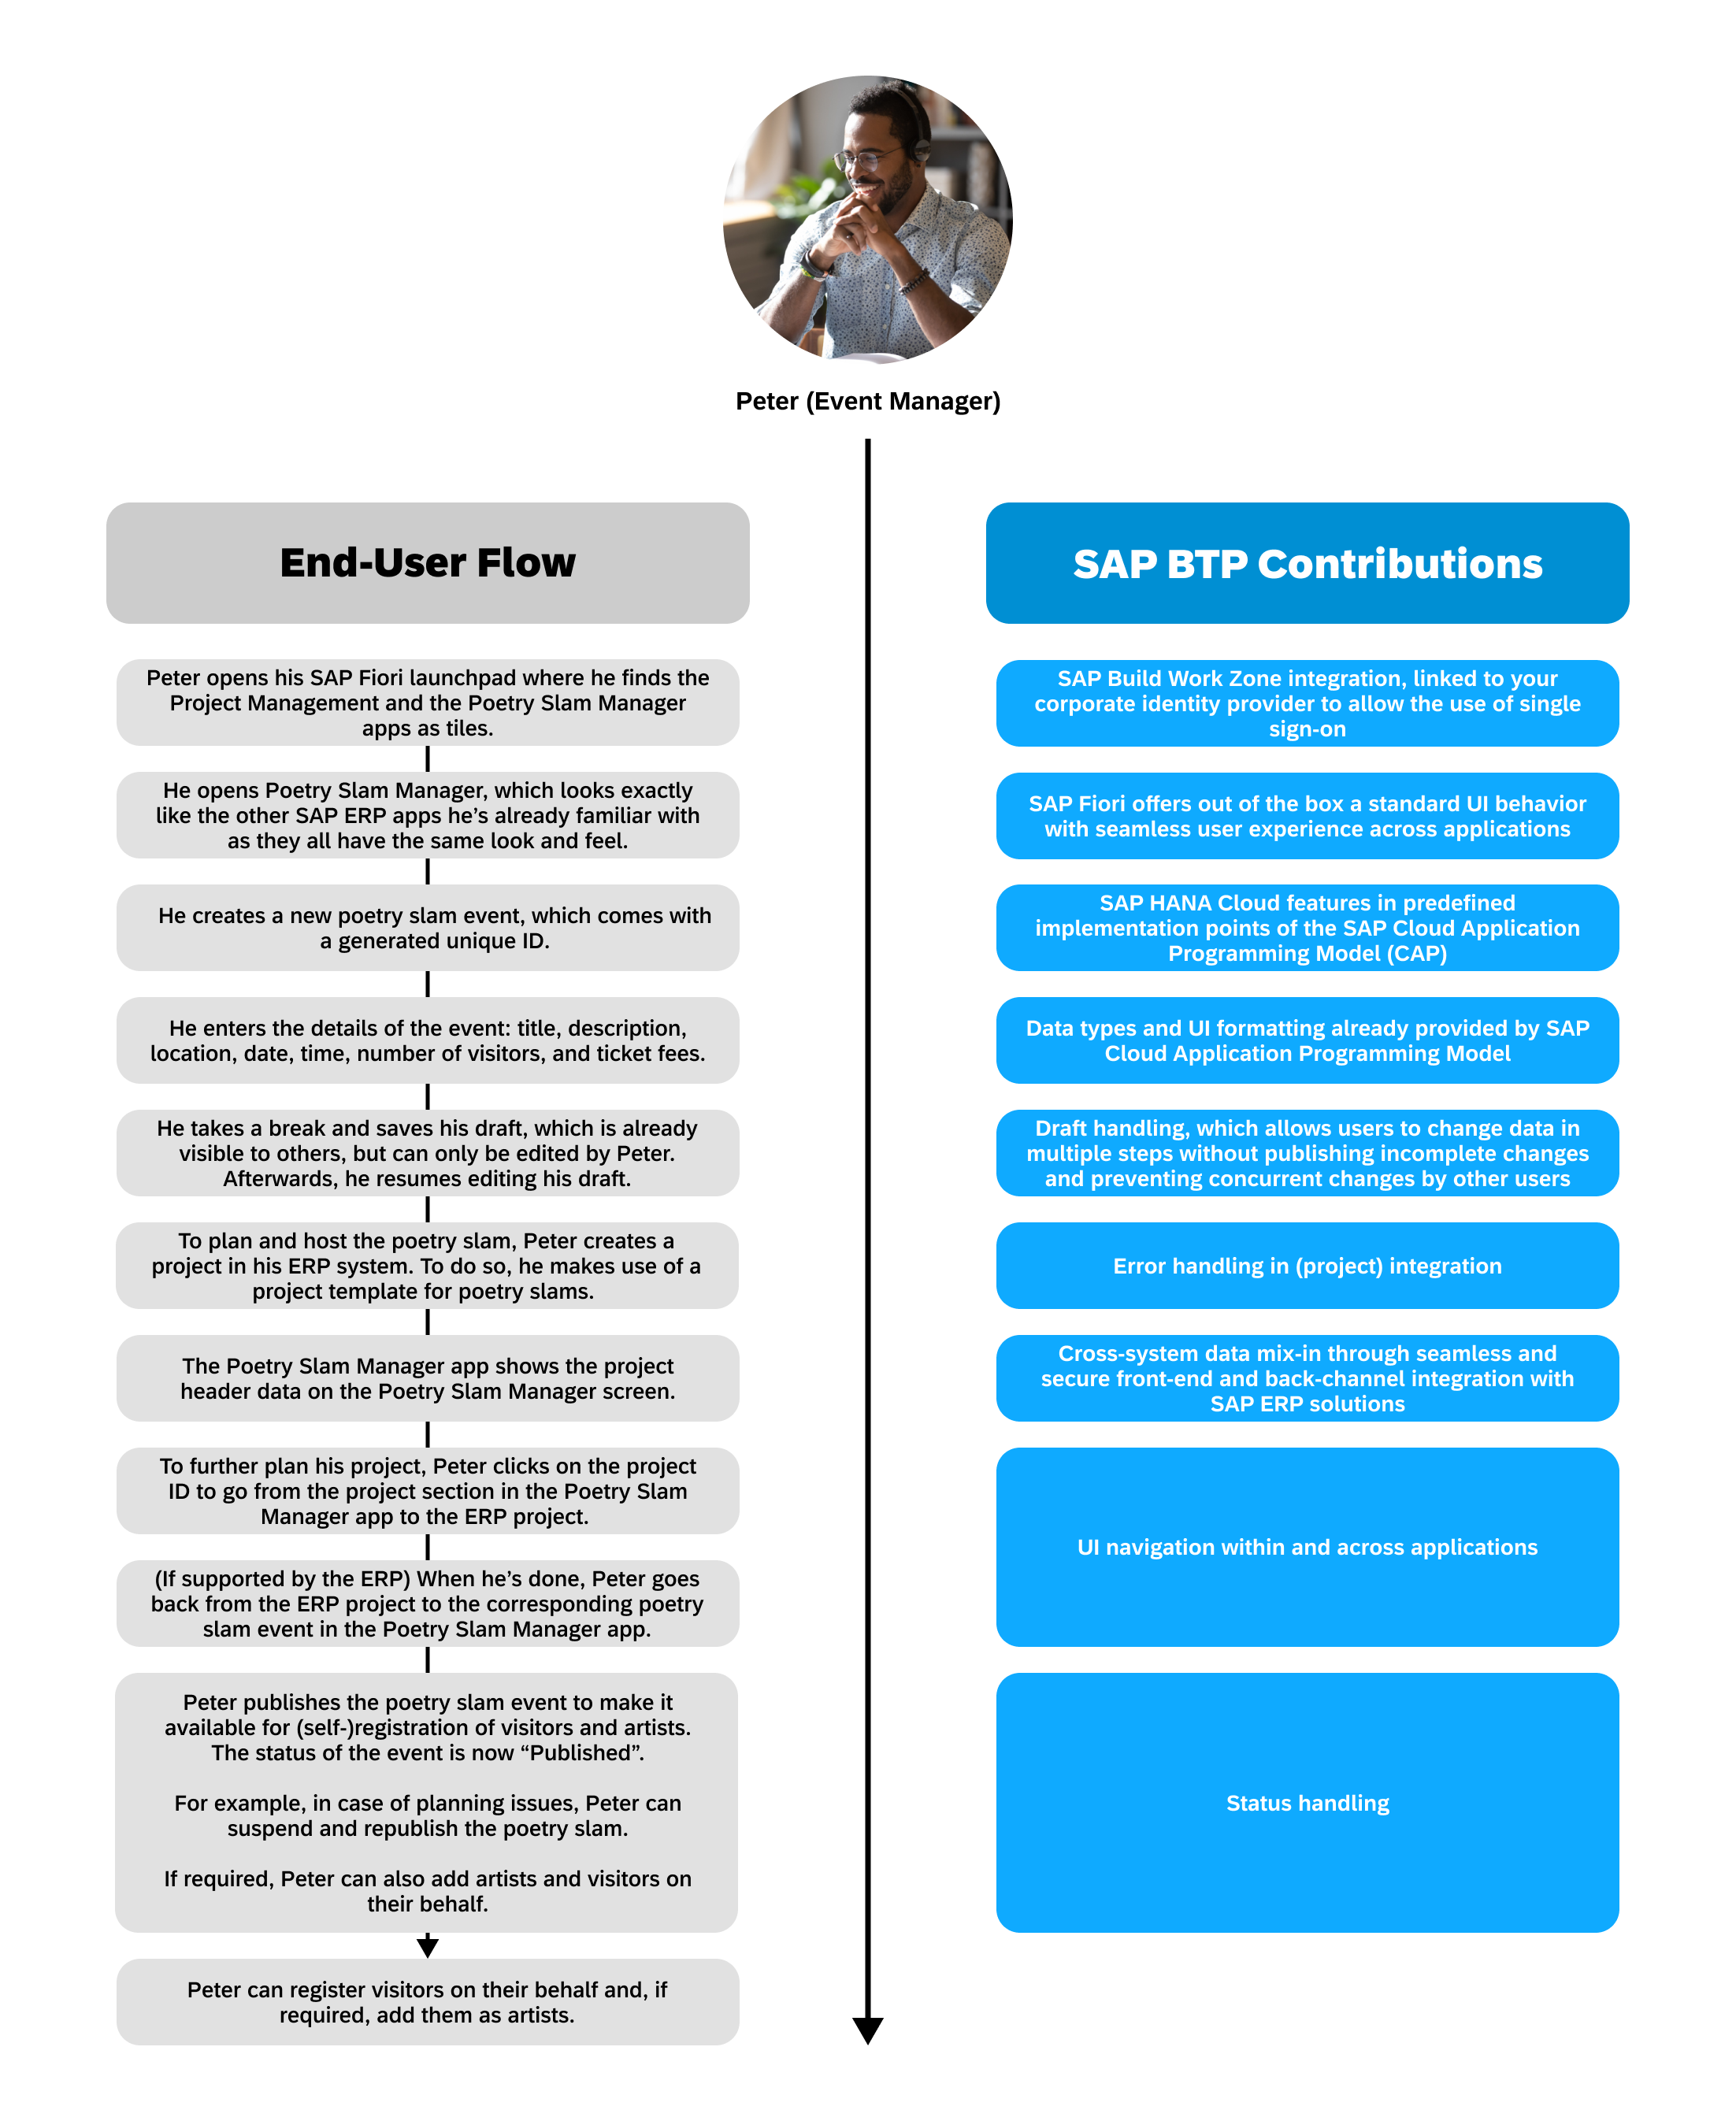 Peter (Event Manager)
End-User Flow
SAP BTP Contributions
Peter opens his SAP Fiori launchpad where he finds the
Project Management and the Poetry Slam Manager
apps as tiles.
SAP Build Work Zone integration, linked to your
corporate identity provider to allow the use of single
sign-on
He opens Poetry Slam Manager, which looks exactly
like the other SAP ERP apps he’s already familiar with
as they all have the same look and feel.
SAP Fiori offers out of the box a standard UI behavior
with seamless user experience across applications
He creates a new poetry slam event, which comes with
a generated unique ID.
SAP HANA Cloud features in predefined
implementation points of the SAP Cloud Application
Programming Model (CAP)
He enters the details of the event: title, description,
location, date, time, number of visitors, and ticket fees.
Data types and UI formatting already provided by SAP
Cloud Application Programming Model
He takes a break and saves his draft, which is already
visible to others, but can only be edited by Peter.
Afterwards, he resumes editing his draft.
Draft handling, which allows users to change data in
multiple steps without publishing incomplete changes
and preventing concurrent changes by other users
To plan and host the poetry slam, Peter creates a
project in his ERP system. To do so, he makes use of a
project template for poetry slams.
Error handling in (project) integration
The Poetry Slam Manager app shows the project
header data on the Poetry Slam Manager screen.
Cross-system data mix-in through seamless and
secure front-end and back-channel integration with
SAP ERP solutions
To further plan his project, Peter clicks on the project
ID to go from the project section in the Poetry Slam
Manager app to the ERP project.
UI navigation within and across applications
(If supported by the ERP) When he’s done, Peter goes
back from the ERP project to the corresponding poetry
slam event in the Poetry Slam Manager app.
Peter publishes the poetry slam event to make it
available for (self-)registration of visitors and artists.
The status of the event is now “Published”.
For example, in case of planning issues, Peter can
suspend and republish the poetry slam.
If required, Peter can also add artists and visitors on
their behalf.
Status handling
Peter can register visitors on their behalf and, if
required, add them as artists.